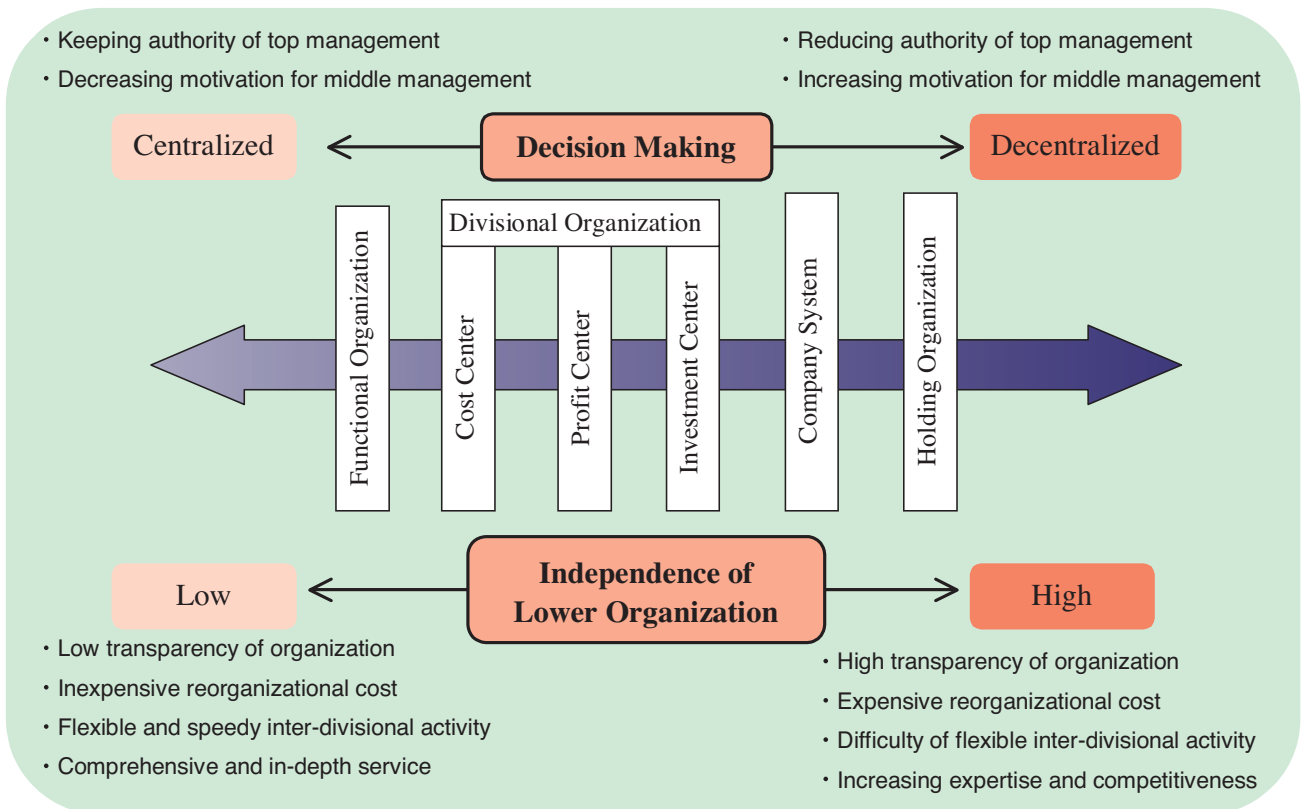 ・Keeping authority of top management
・Decreasing motivation for middle management
・Reducing authority of top management
・Increasing motivation for middle management
Centralized
Decision Making
Decentralized
Functional Organization
Divisional Organization
Cost Center
Profit Center
Investment Center
Company System
Holding Organization
Low
Independence of
Lower Organization
High
・Low transparency of organization
・Inexpensive reorganizational cost
・Flexible and speedy inter-divisional activity
・Comprehensive and in-depth service
・High transparency of organization
・Expensive reorganizational cost
・Difficulty of flexible inter-divisional activity
・Increasing expertise and competitiveness